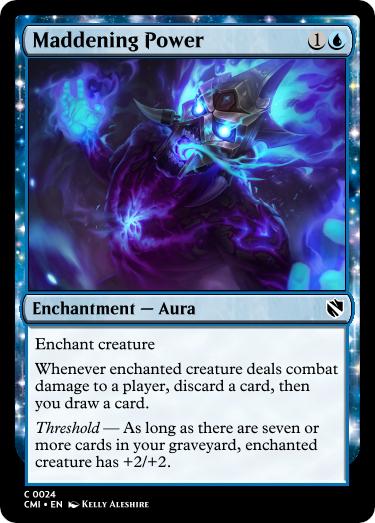 Maddening Power 1
Enchantment — Aura
Enchant creature
Whenever enchanted creature deals combat
damage to a player, discard a card, then
you draw a card.
Threshold — As long as there are seven or
more cards in your graveyard, enchanted
creature has +2/+2.
C 0024
CMI • EN Kelly Aleshire